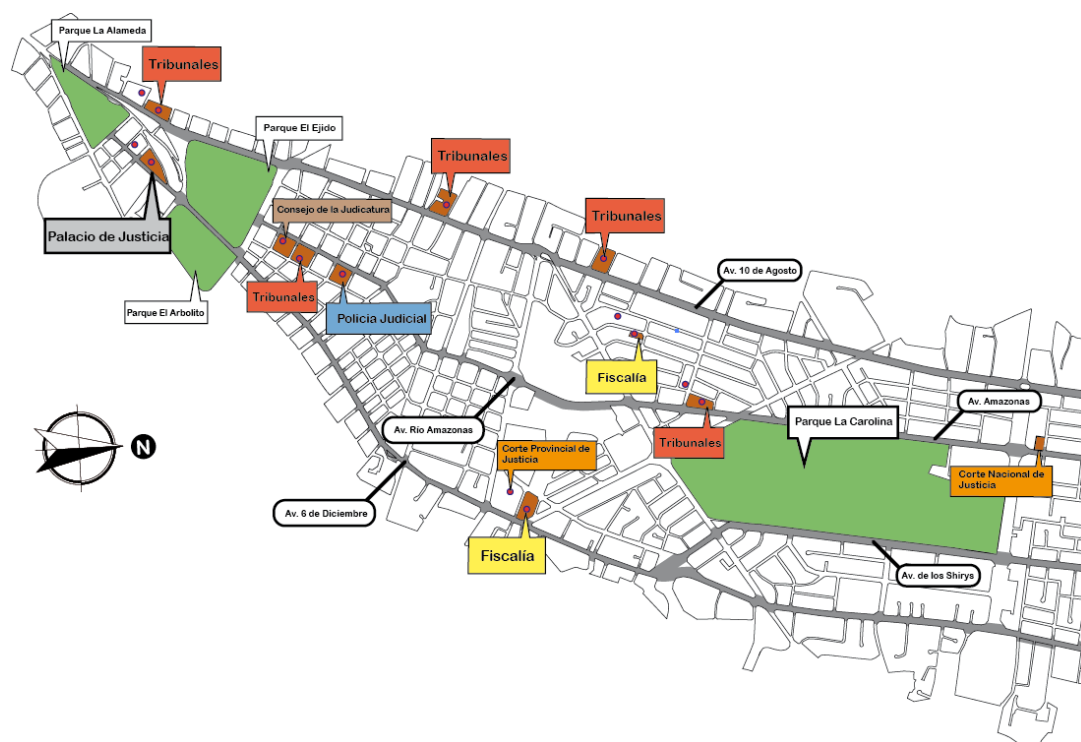 Parque La Alameda
Tribunales
Parque El Ejido
Tribunales
Consejo de la Judicatura
Tribunales
Palacio de Justicia
Av. 10 de Agosto
Tribunales
Parque El Arbolito
Policia Judicial
Fiscalía
Av. Río Amazonas
Parque La Carolina
Av. Amazonas
Tribunales
N
Corte Provincial de
Justicia
Corte Nacional de
Justicia
Av. 6 de Diciembre
Fiscalía
Av. de los Shirys